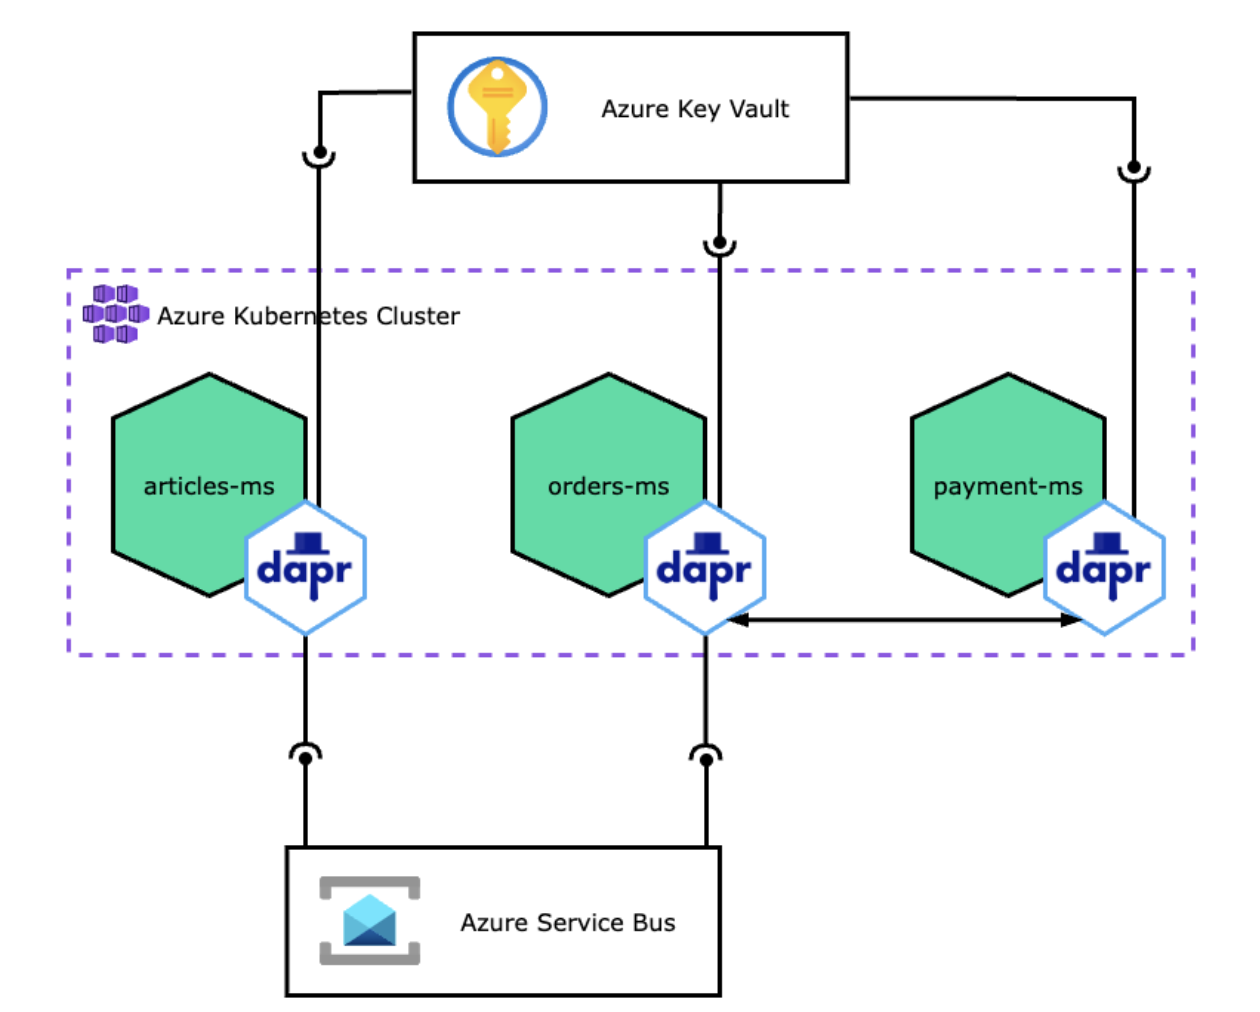 Azure Key Vault
Azure Kubernetes Cluster
articles-ms
orders-ms
payment-ms
dapr
dapr
dapr
Azure Service Bus